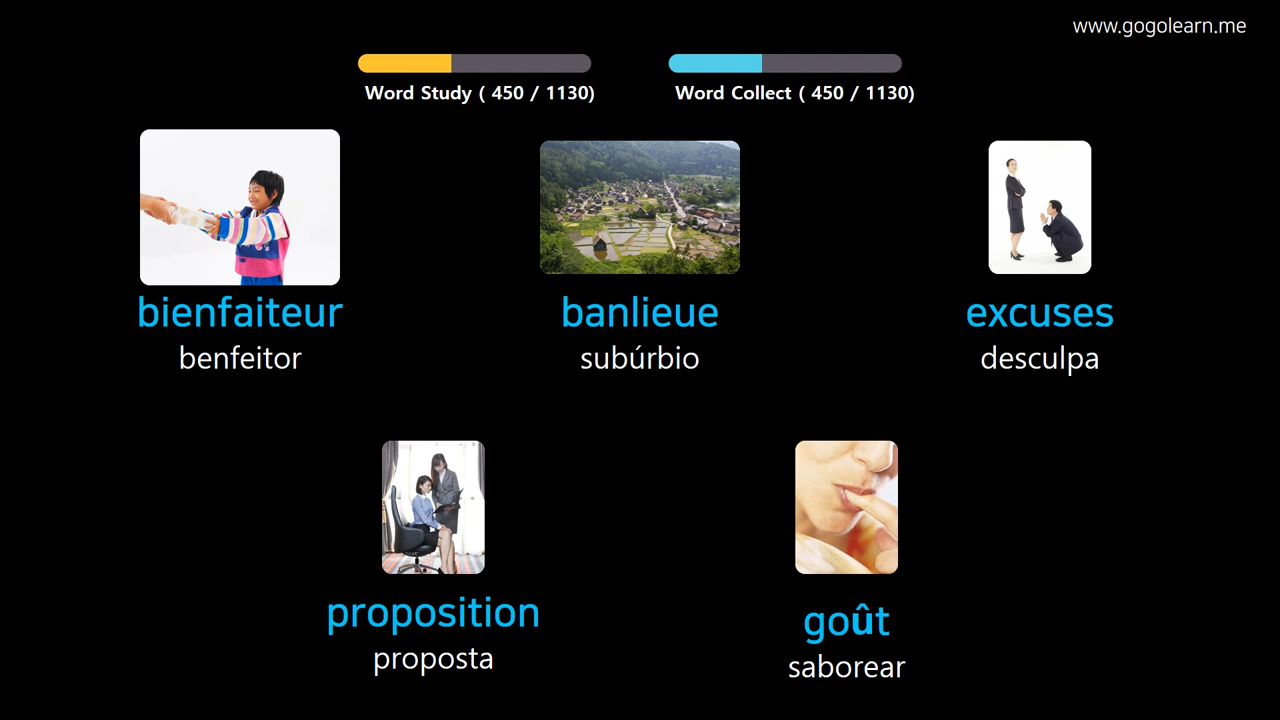 www.gogolearn.me
Word Study ( 450 / 1130)
Word Collect ( 450 / 1130)
bienfaiteur
benfeitor
banlieue
subúrbio
excuses
desculpa
proposition
proposta
goût
saborear